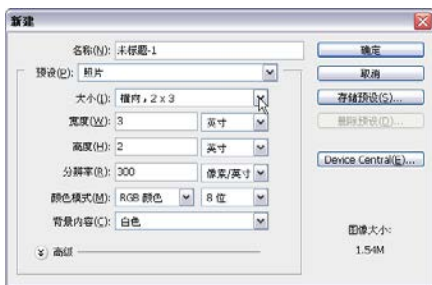 新建
名称(N): 未标题-1
确定
预设(P): 照片
取消
大小(I): 横向, 2 x 3
存储预设(S)...
宽度(W): 3 英寸
删除预设(D)...
高度(H): 2 英寸
分辨率(R): 300 像素/英寸
Device Central(E)...
颜色模式(M): RGB 颜色 8 位
背景内容(C): 白色
图像大小:
高级
1.54M